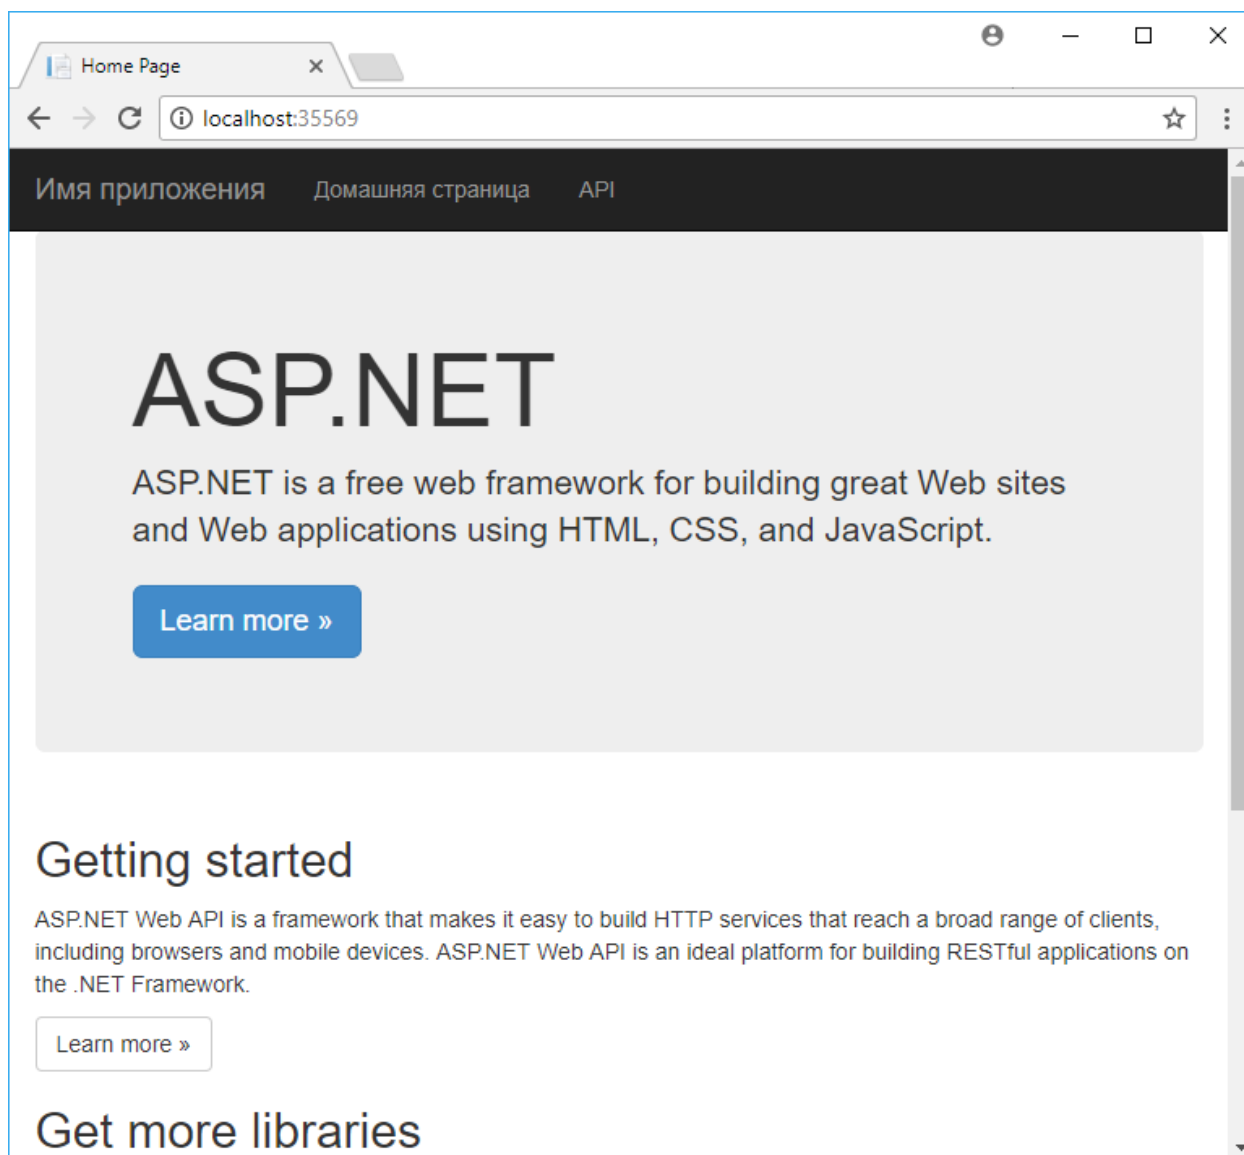 Home Page
localhost:35569
Имя приложения Домашняя страница API
ASP.NET
ASP.NET is a free web framework for building great Web sites
and Web applications using HTML, CSS, and JavaScript.
Learn more »
Getting started
ASP.NET Web API is a framework that makes it easy to build HTTP services that reach a broad range of clients,
including browsers and mobile devices. ASP.NET Web API is an ideal platform for building RESTful applications on
the .NET Framework.
Learn more »
Get more libraries